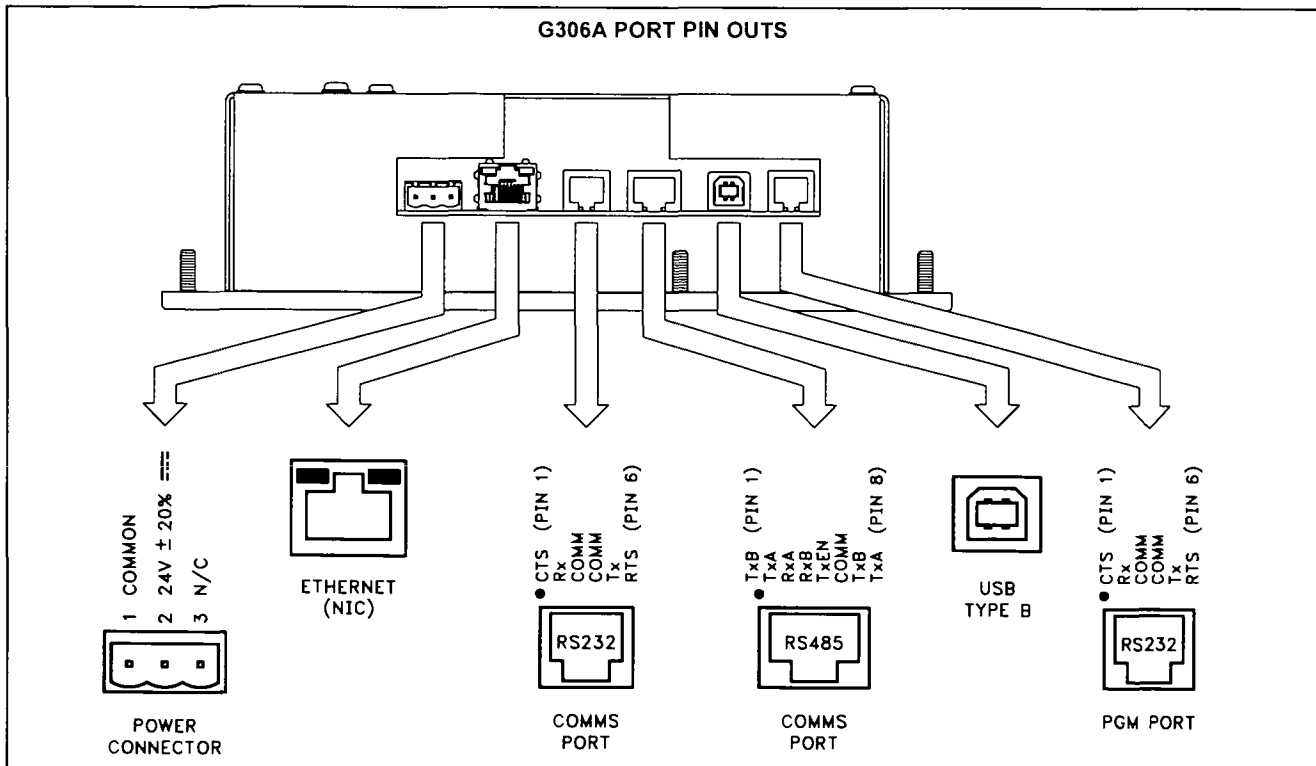 G306A PORT PIN OUTS
1 COMMON
2 24V ± 20%
3 N/C
POWER
CONNECTOR
ETHERNET
(NIC)
CTS (PIN 1)
Rx
COMM
COMM
Tx
RTS (PIN 6)
RS232
COMMS
PORT
TxB (PIN 1)
TxA
RxA
RxB
TxEN
COMM
TxB
TxA (PIN 8)
RS485
COMMS
PORT
USB
TYPE B
CTS (PIN 1)
Rx
COMM
COMM
Tx
RTS (PIN 6)
RS232
PGM PORT